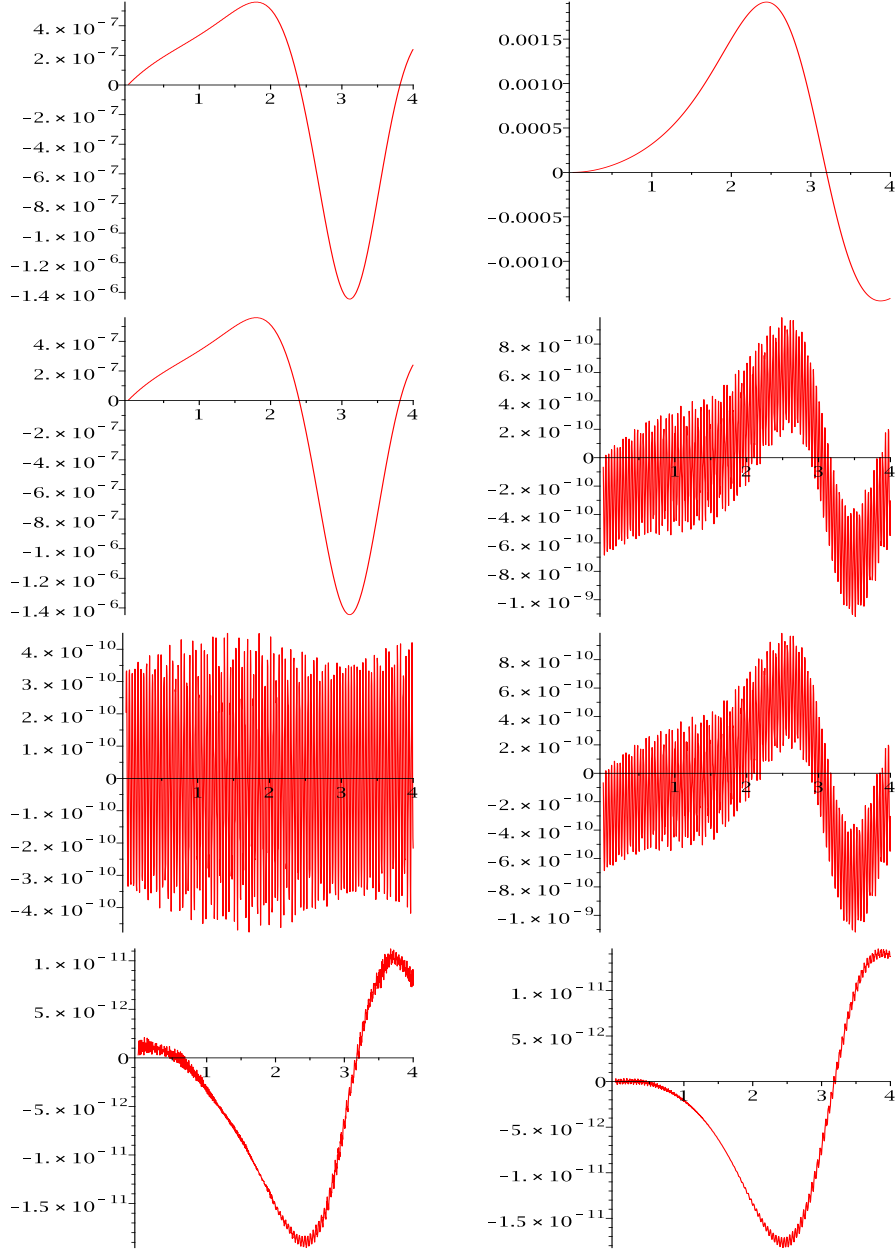 4. × 10⁻⁷
2. × 10⁻⁷
0
1 2 3 4
−2. × 10⁻⁷
−4. × 10⁻⁷
−6. × 10⁻⁷
−8. × 10⁻⁷
−1. × 10⁻⁶
−1.2 × 10⁻⁶
−1.4 × 10⁻⁶
0.0015
0.0010
0.0005
0
1 2 3 4
−0.0005
−0.0010
4. × 10⁻⁷
2. × 10⁻⁷
0
1 2 3 4
−2. × 10⁻⁷
−4. × 10⁻⁷
−6. × 10⁻⁷
−8. × 10⁻⁷
−1. × 10⁻⁶
−1.2 × 10⁻⁶
−1.4 × 10⁻⁶
8. × 10⁻¹⁰
6. × 10⁻¹⁰
4. × 10⁻¹⁰
2. × 10⁻¹⁰
0
1 2 3 4
−2. × 10⁻¹⁰
−4. × 10⁻¹⁰
−6. × 10⁻¹⁰
−8. × 10⁻¹⁰
−1. × 10⁻⁹
4. × 10⁻¹⁰
3. × 10⁻¹⁰
2. × 10⁻¹⁰
1. × 10⁻¹⁰
0
1 2 3 4
−1. × 10⁻¹⁰
−2. × 10⁻¹⁰
−3. × 10⁻¹⁰
−4. × 10⁻¹⁰
8. × 10⁻¹⁰
6. × 10⁻¹⁰
4. × 10⁻¹⁰
2. × 10⁻¹⁰
0
1 2 3 4
−2. × 10⁻¹⁰
−4. × 10⁻¹⁰
−6. × 10⁻¹⁰
−8. × 10⁻¹⁰
−1. × 10⁻⁹
1. × 10⁻¹¹
5. × 10⁻¹²
0
1 2 3 4
−5. × 10⁻¹²
−1. × 10⁻¹¹
−1.5 × 10⁻¹¹
1. × 10⁻¹¹
5. × 10⁻¹²
0
1 2 3 4
−5. × 10⁻¹²
−1. × 10⁻¹¹
−1.5 × 10⁻¹¹